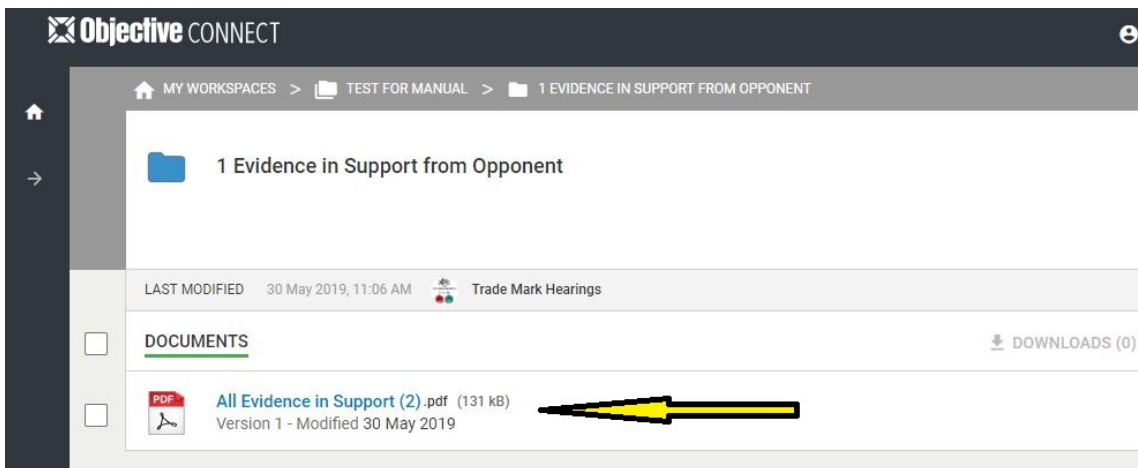 Objective CONNECT
MY WORKSPACES > TEST FOR MANUAL > 1 EVIDENCE IN SUPPORT FROM OPPONENT
1 Evidence in Support from Opponent
LAST MODIFIED 30 May 2019, 11:06 AM Trade Mark Hearings
DOCUMENTS DOWNLOADS (0)
PDF All Evidence in Support (2).pdf (131 kB)
Version 1 - Modified 30 May 2019